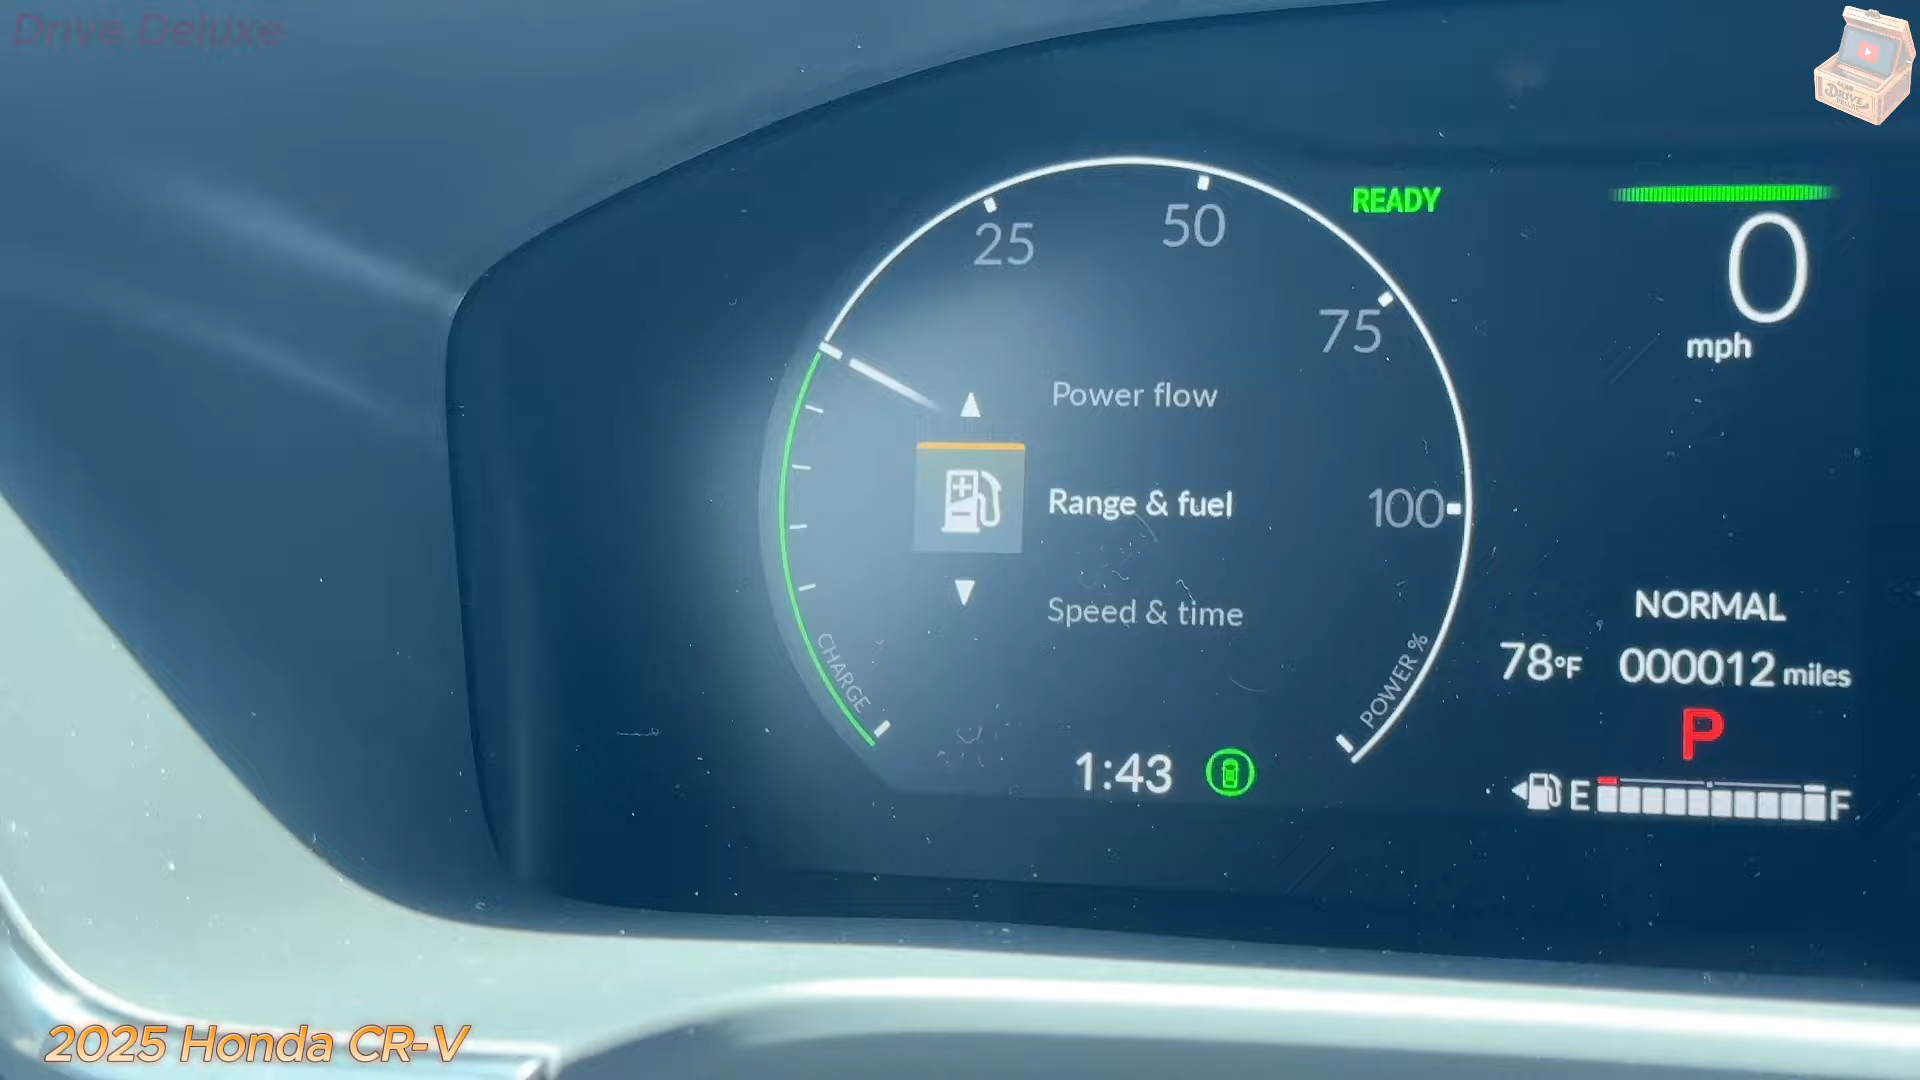 Drive Deluxe
DRIVE
25
50
75
100
READY
0
mph
Power flow
Range & fuel
Speed & time
CHARGE
POWER %
NORMAL
78°F 000012 miles
P
1:43
E F
2025 Honda CR-V